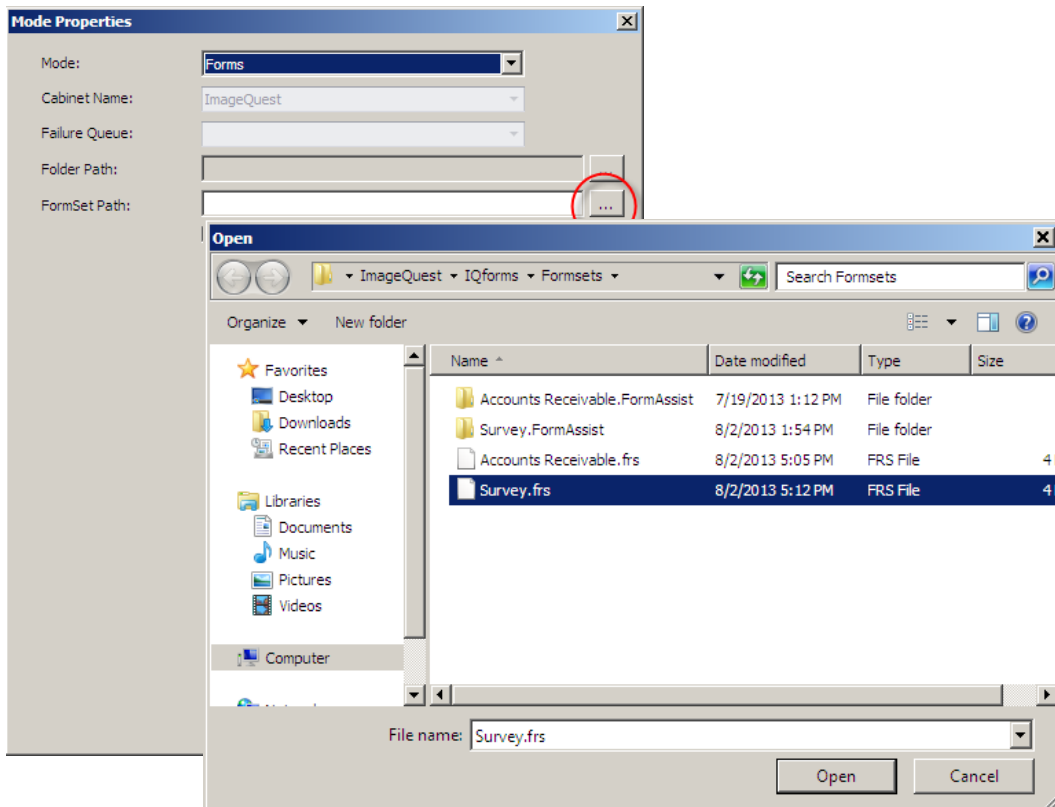 Mode Properties
Mode: Forms
Cabinet Name: ImageQuest
Failure Queue:
Folder Path: ...
FormSet Path: ...
Open
ImageQuest IQforms Formsets Search Formsets
Organize New folder
Name Date modified Type Size
Favorites
Desktop
Downloads
Recent Places
Libraries
Documents
Music
Pictures
Videos
Computer
Accounts Receivable.FormAssist 7/19/2013 1:12 PM File folder
Survey.FormAssist 8/2/2013 1:54 PM File folder
Accounts Receivable.frs 8/2/2013 5:05 PM FRS File 4
Survey.frs 8/2/2013 5:12 PM FRS File 4
File name: Survey.frs
Open Cancel